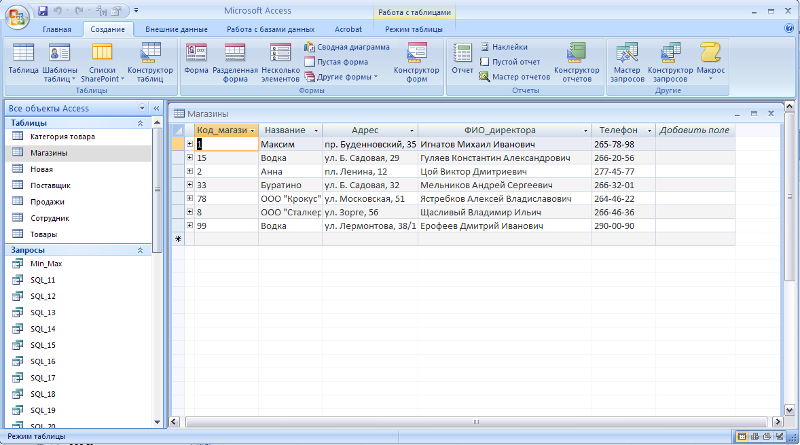 Microsoft Access
Работа с таблицами
Главная Создание Внешние данные Работа с базами данных Acrobat Режим таблицы
Таблица Шаблоны таблиц Списки SharePoint Конструктор таблиц
Таблицы
Форма Разделенная форма Несколько элементов Сводная диаграмма Пустая форма Другие формы Конструктор форм
Формы
Отчет Наклейки Пустой отчет Мастер отчетов Конструктор отчетов
Отчеты
Мастер запросов Конструктор запросов Макрос
Другие
Все объекты Access
Таблицы
Категория товара
Магазины
Новая
Поставщик
Продажи
Сотрудник
Товары
Запросы
Min_Max
SQL_11
SQL_12
SQL_13
SQL_14
SQL_15
SQL_16
SQL_17
SQL_18
SQL_19
SQL_20
Магазины
Код_магази Название Адрес ФИО_директора Телефон Добавить поле
1 Максим пр. Буденновский, 35 Игнатов Михаил Иванович 265-78-98
15 Водка ул. Б. Садовая, 29 Гуляев Константин Александрович 266-20-56
2 Анна пл. Ленина, 12 Цой Виктор Дмитриевич 277-45-77
33 Буратино ул. Б. Садовая, 32 Мельников Андрей Сергеевич 266-32-01
78 ООО "Крокус" ул. Московская, 51 Ястребков Алексей Владиславович 264-46-22
8 ООО "Сталкер ул. Зорге, 56 Щасливый Владимир Ильич 266-46-36
99 Водка ул. Лермонтова, 38/1 Ерофеев Дмитрий Иванович 290-00-90
Режим таблицы